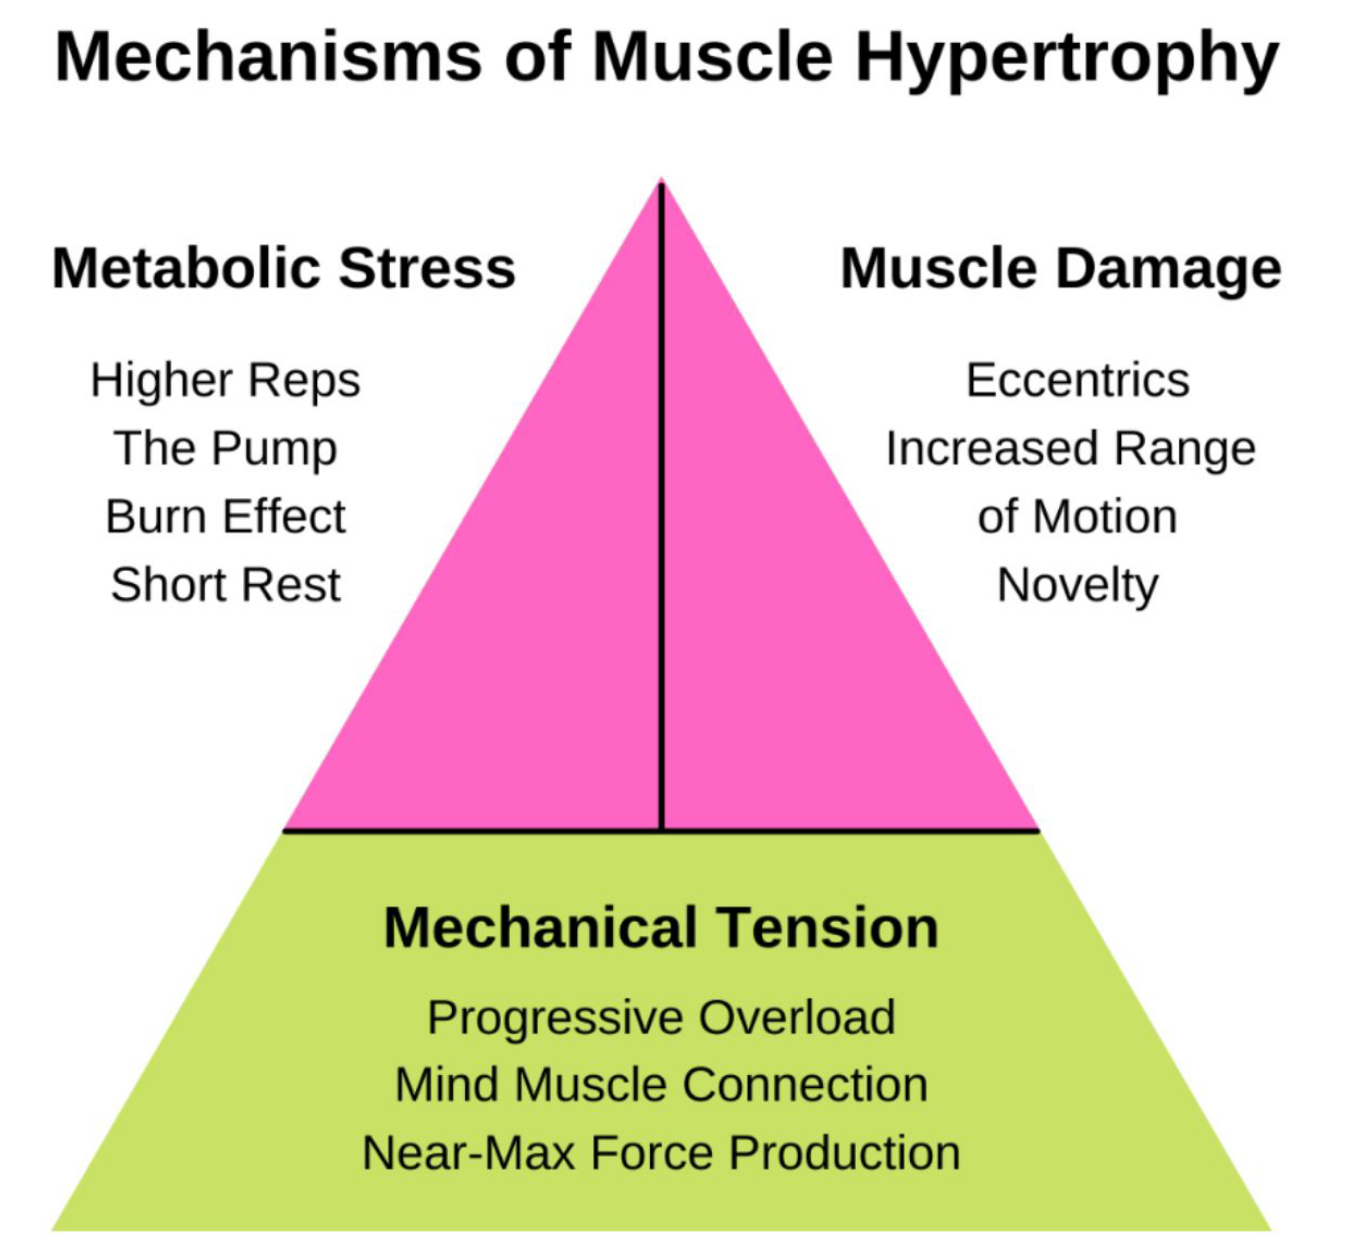 Mechanisms of Muscle Hypertrophy
Metabolic Stress
Higher Reps
The Pump
Burn Effect
Short Rest
Muscle Damage
Eccentrics
Increased Range
of Motion
Novelty
Mechanical Tension
Progressive Overload
Mind Muscle Connection
Near-Max Force Production